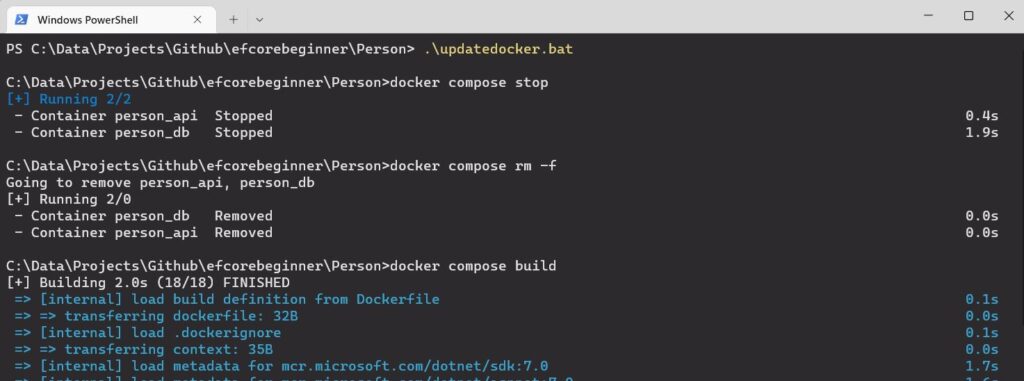 Windows PowerShell
PS C:\Data\Projects\Github\efcorebeginner\Person> .\updatedocker.bat
C:\Data\Projects\Github\efcorebeginner\Person>docker compose stop
[+] Running 2/2
- Container person_api  Stopped 0.4s
- Container person_db   Stopped 1.9s
C:\Data\Projects\Github\efcorebeginner\Person>docker compose rm -f
Going to remove person_api, person_db
[+] Running 2/0
- Container person_db   Removed 0.0s
- Container person_api  Removed 0.0s
C:\Data\Projects\Github\efcorebeginner\Person>docker compose build
[+] Building 2.0s (18/18) FINISHED
=> [internal] load build definition from Dockerfile 0.1s
=> => transferring dockerfile: 32B 0.0s
=> [internal] load .dockerignore 0.1s
=> => transferring context: 35B 0.0s
=> [internal] load metadata for mcr.microsoft.com/dotnet/sdk:7.0 1.7s